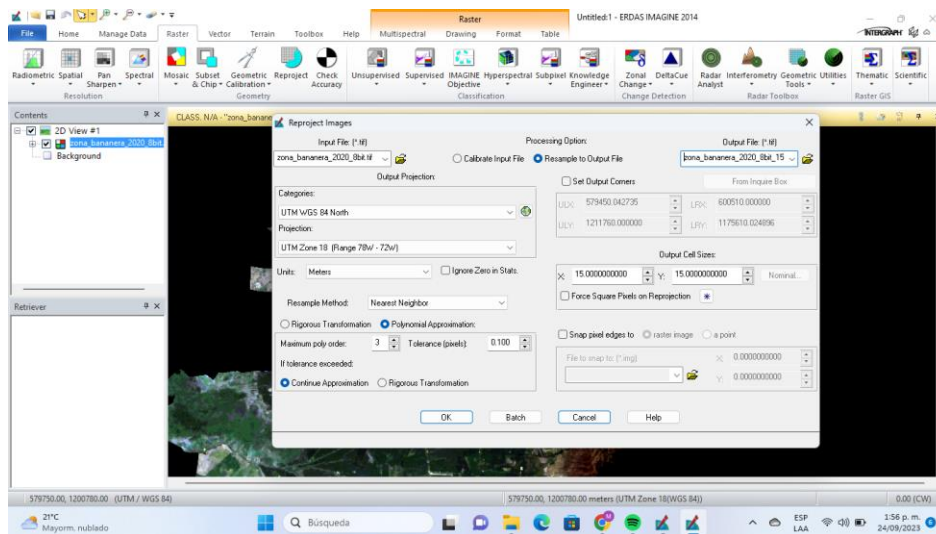 Raster
Untitled:1 - ERDAS IMAGINE 2014
File Home Manage Data Raster Vector Terrain Toolbox Help Multispectral Drawing Format Table
INTERGRAPH
Radiometric Spatial Pan Sharpen Spectral Mosaic Subset & Chip Geometric Calibration Reproject Check Accuracy Unsupervised Supervised IMAGINE Objective Hyperspectral Subpixel Knowledge Engineer Zonal Change DeltaCue Radar Analyst Interferometry Geometric Tools Utilities Thematic Scientific
Resolution Geometry Classification Change Detection Radar Toolbox Raster GIS
Contents
CLASS: N/A - "zona_banane
2D View #1
zona_bananera_2020_8bit.
Background
Retriever
Reproject Images
Input File: (*.tif)
Processing Option:
Output File: (*.tif)
zona_bananera_2020_8bit.tif
Calibrate Input File
Resample to Output File
zona_bananera_2020_8bit_15
Output Projection:
Set Output Corners
From Inquire Box
Categories:
ULX: 579450.042735 LRX: 600510.000000
UTM WGS 84 North
ULY: 1211760.000000 LRY: 1175610.024896
Projection:
UTM Zone 18 (Range 78W - 72W)
Output Cell Sizes:
Units: Meters
Ignore Zero in Stats.
X: 15.0000000000 Y: 15.0000000000 Nominal...
Force Square Pixels on Reprojection
Resample Method: Nearest Neighbor
Rigorous Transformation
Polynomial Approximation:
Snap pixel edges to raster image a point
Maximum poly order: 3 Tolerance (pixels): 0.100
File to snap to: (*.img)
X: 0.0000000000
If tolerance exceeded:
Y: 0.0000000000
Continue Approximation
Rigorous Transformation
OK Batch Cancel Help
579750.00, 1200780.00 (UTM / WGS 84)
579750.00, 1200780.00 meters (UTM Zone 18(WGS 84))
0.00 (CW)
21°C
Mayorm. nublado
Búsqueda
ESP
LAA
1:56 p. m.
24/09/2023